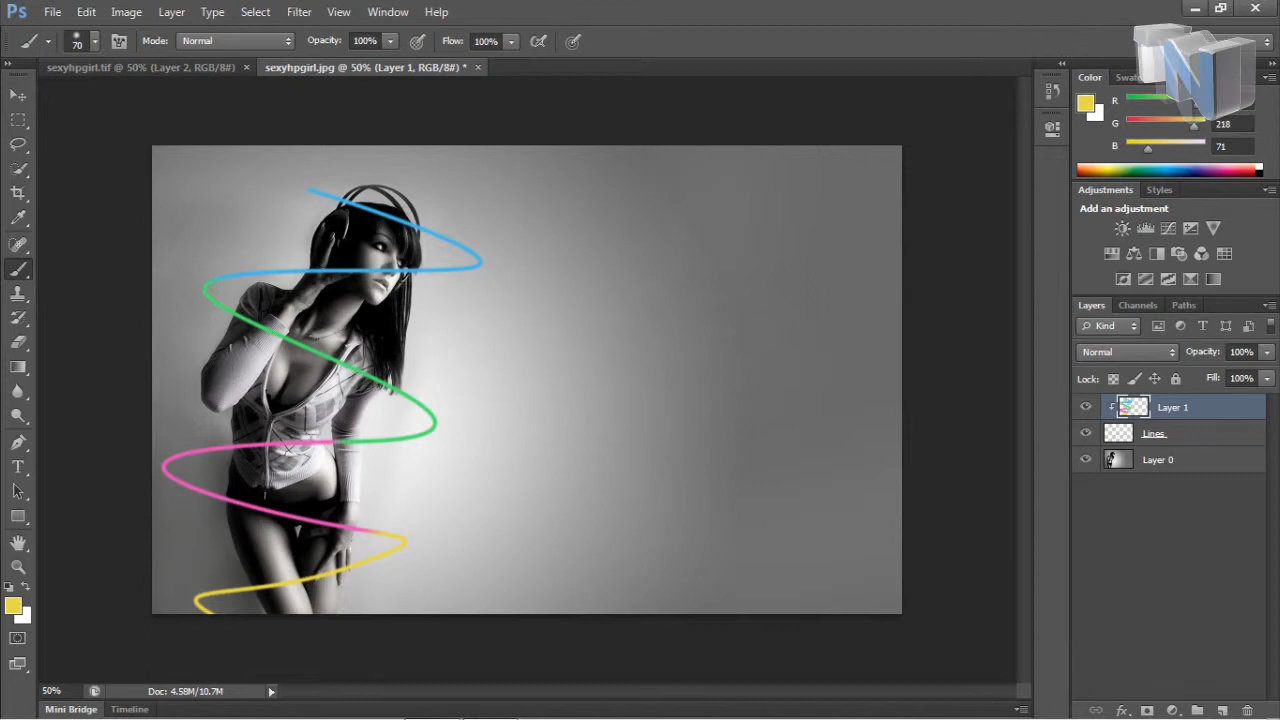 Ps File Edit Image Layer Type Select Filter View Window Help
70 Mode: Normal Opacity: 100% Flow: 100%
sexyhpgirl.tif @ 50% (Layer 2, RGB/8#) × sexyhpgirl.jpg @ 50% (Layer 1, RGB/8#) * ×
TN
Color Swatc
R
G 218
B 71
Adjustments Styles
Add an adjustment
Layers Channels Paths
Kind
Normal Opacity: 100%
Lock: Fill: 100%
Layer 1
Lines
Layer 0
T
50% Doc: 4.58M/10.7M
Mini Bridge Timeline
fx